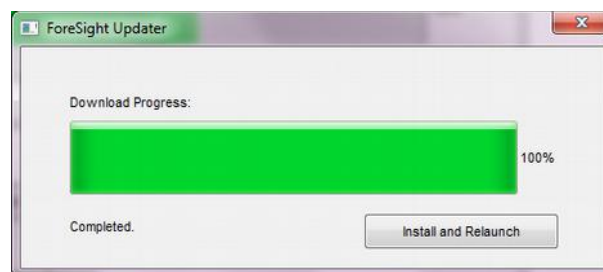 ForeSight Updater
Download Progress:
100%
Completed.
Install and Relaunch